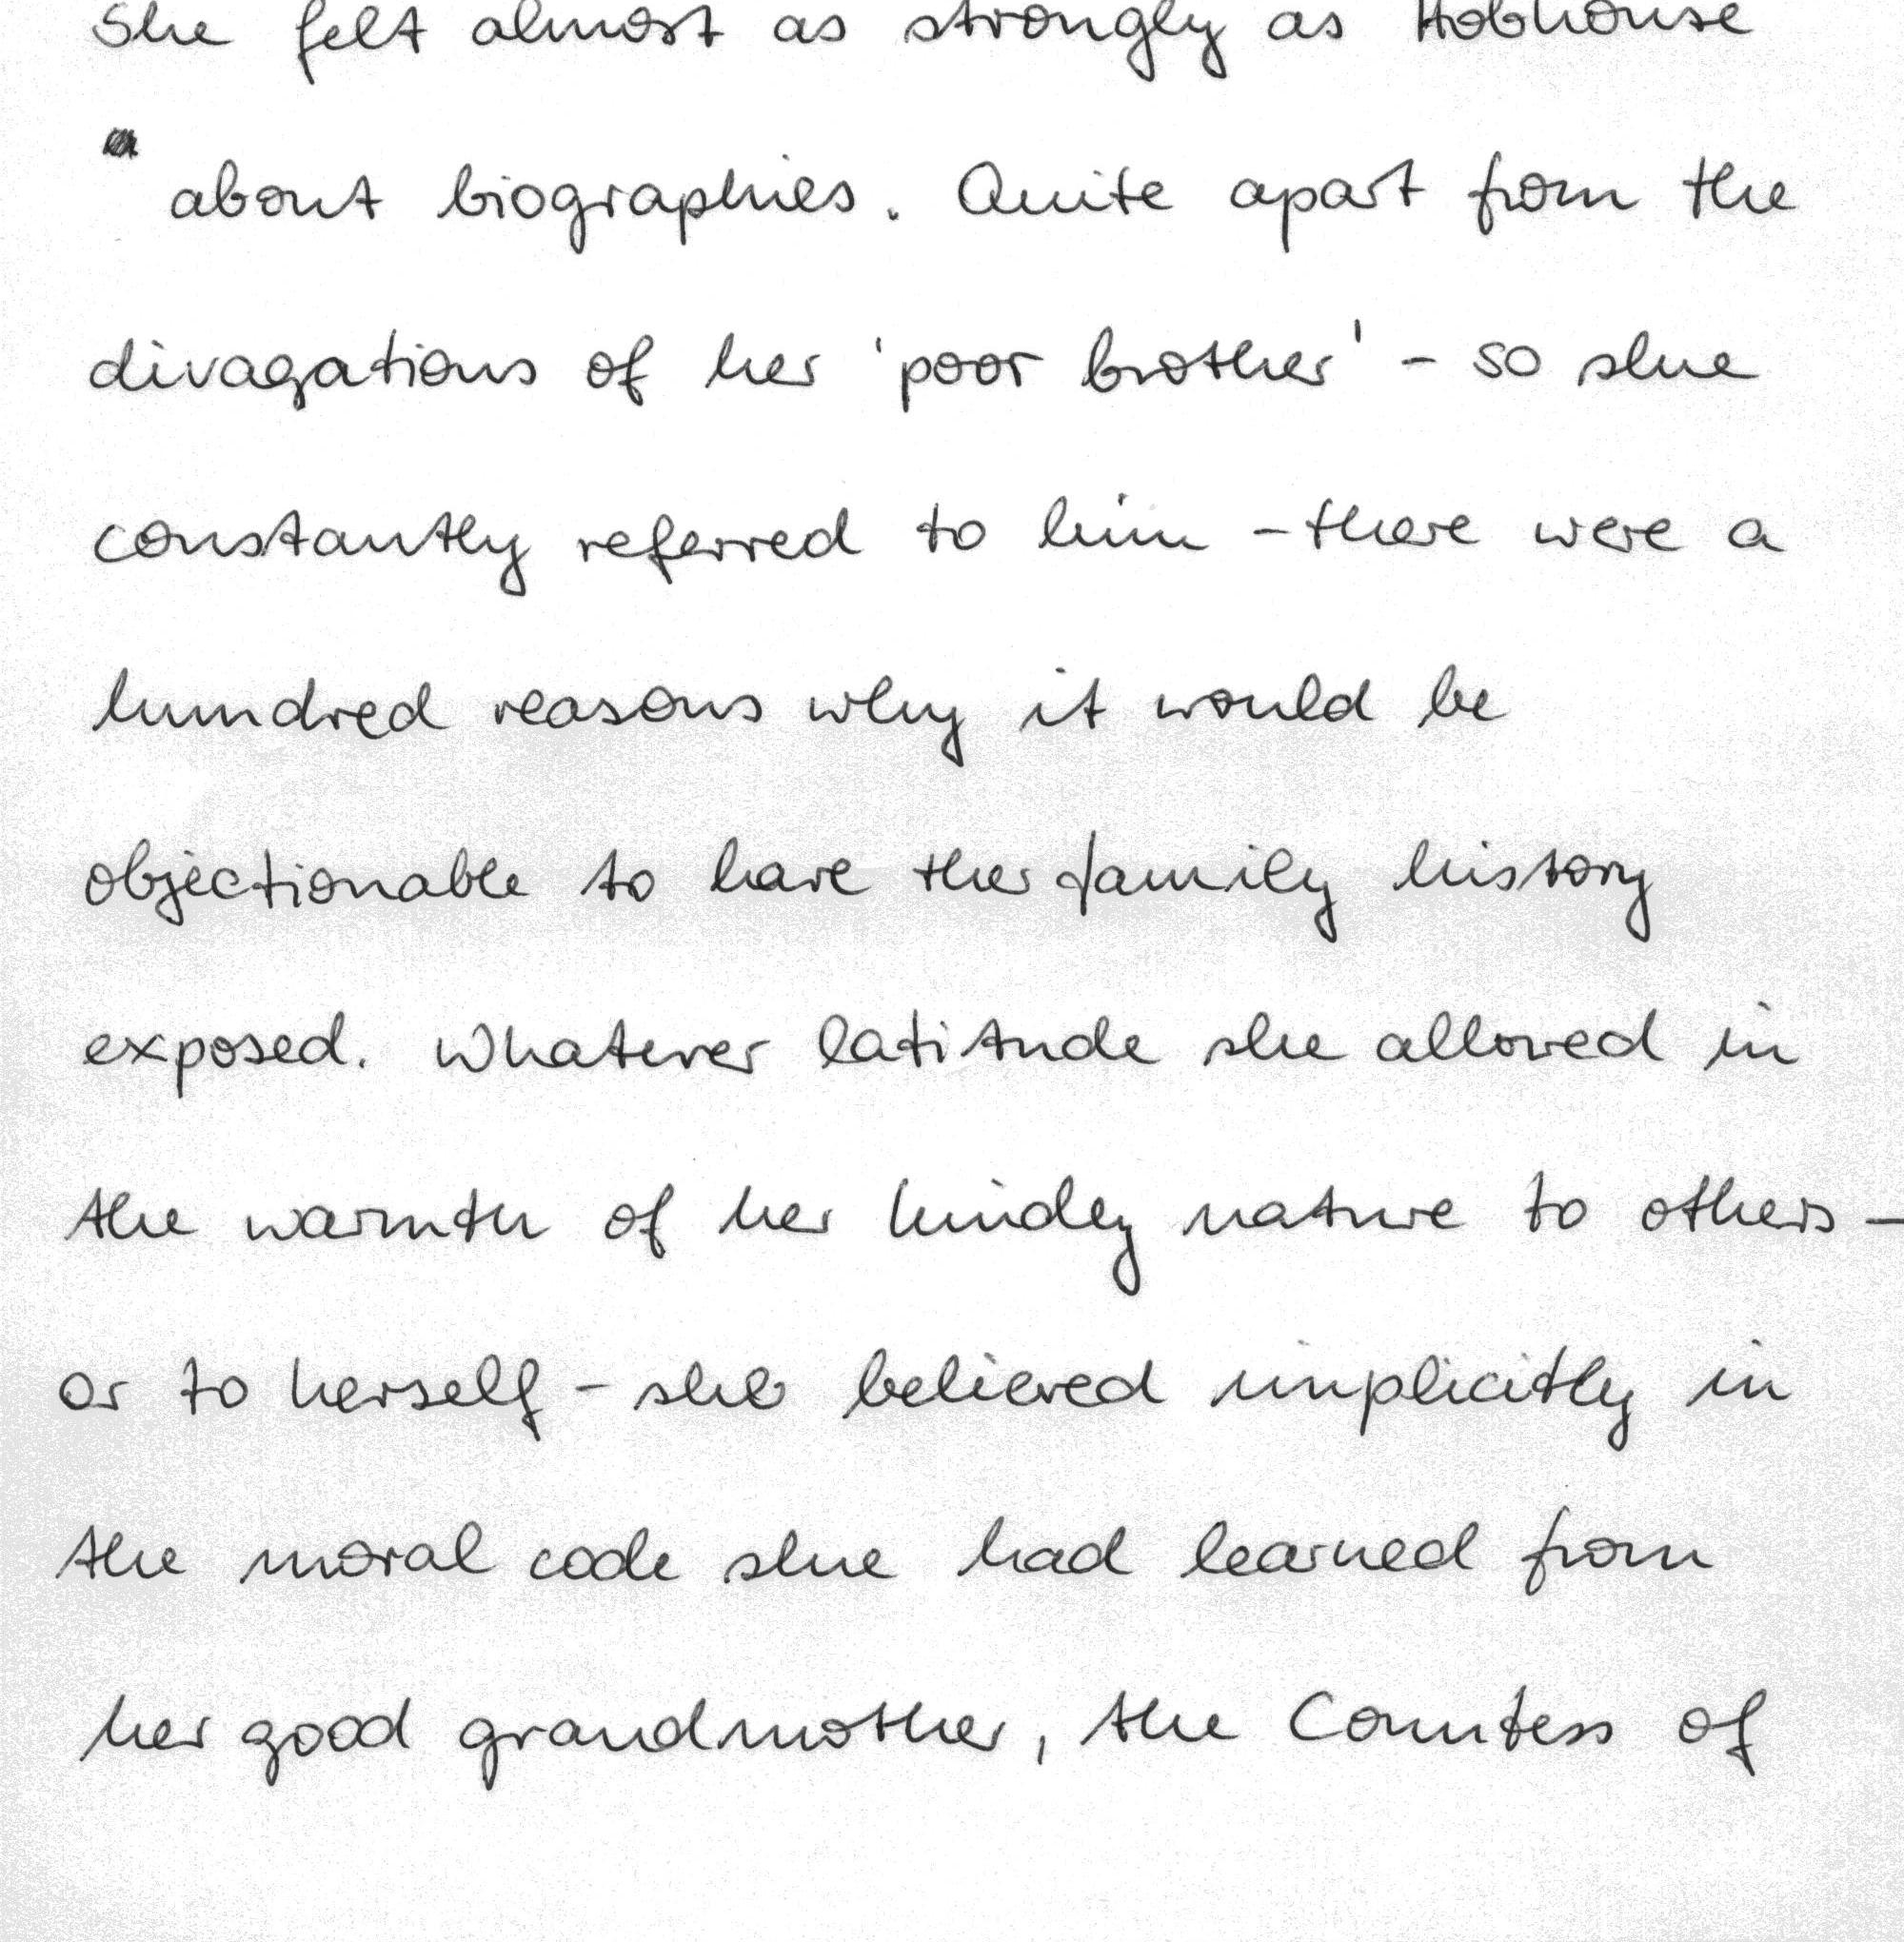 She felt almost as strongly as Hobhouse
about biographies. Quite apart from the
divagations of her 'poor brother' - so she
constantly referred to him - there were a
hundred reasons why it would be
objectionable to have the family history
exposed. Whatever latitude she allowed in
the warmth of her kindly nature to others -
or to herself - she believed implicitly in
the moral code she had learned from
her good grandmother, the Countess of